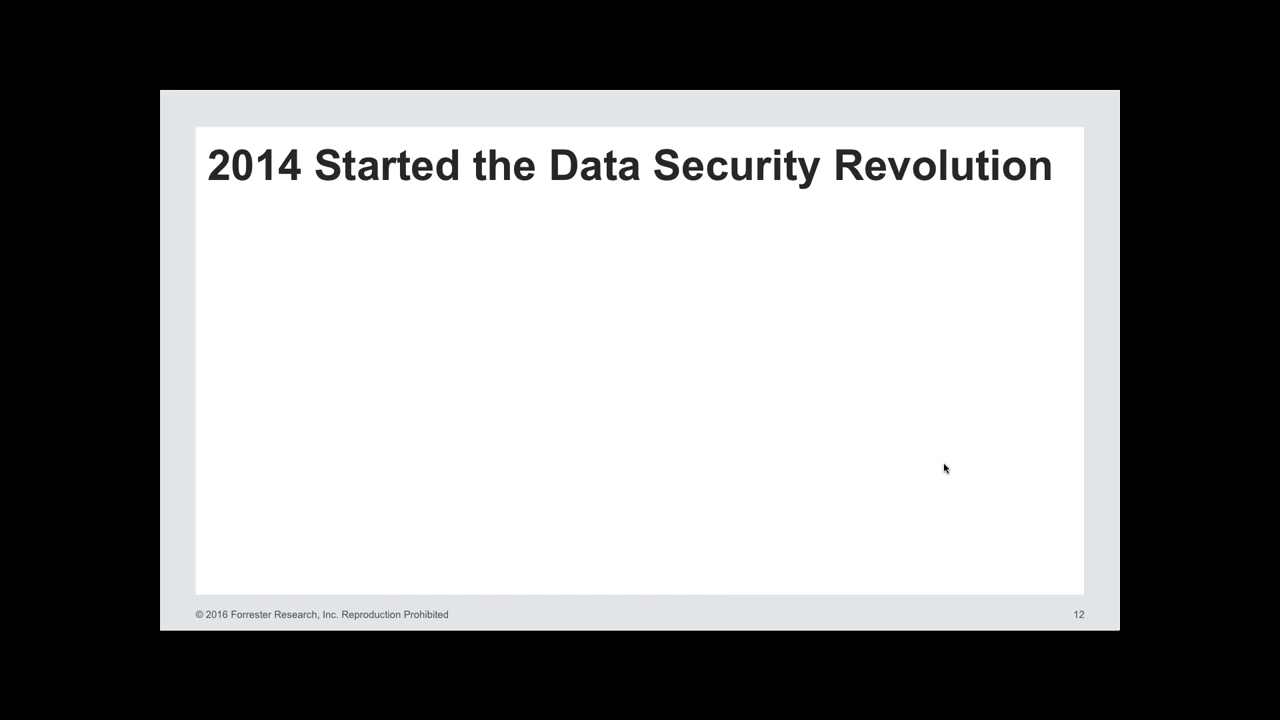 2014 Started the Data Security Revolution
© 2016 Forrester Research, Inc. Reproduction Prohibited
12